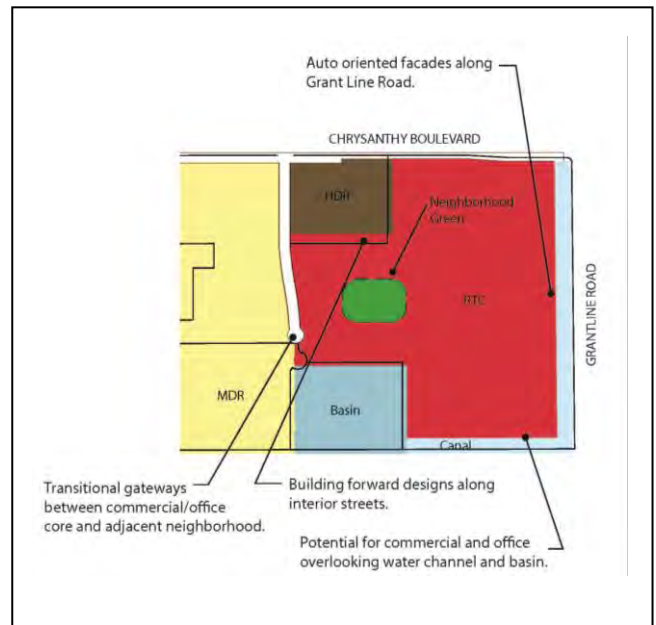 Auto oriented facades along
Grant Line Road.
CHRYSANTHY BOULEVARD
HDR
Neighborhood
Green
RTC
GRANTLINE ROAD
MDR
Basin
Canal
Transitional gateways
between commercial/office
core and adjacent neighborhood.
Building forward designs along
interior streets.
Potential for commercial and office
overlooking water channel and basin.